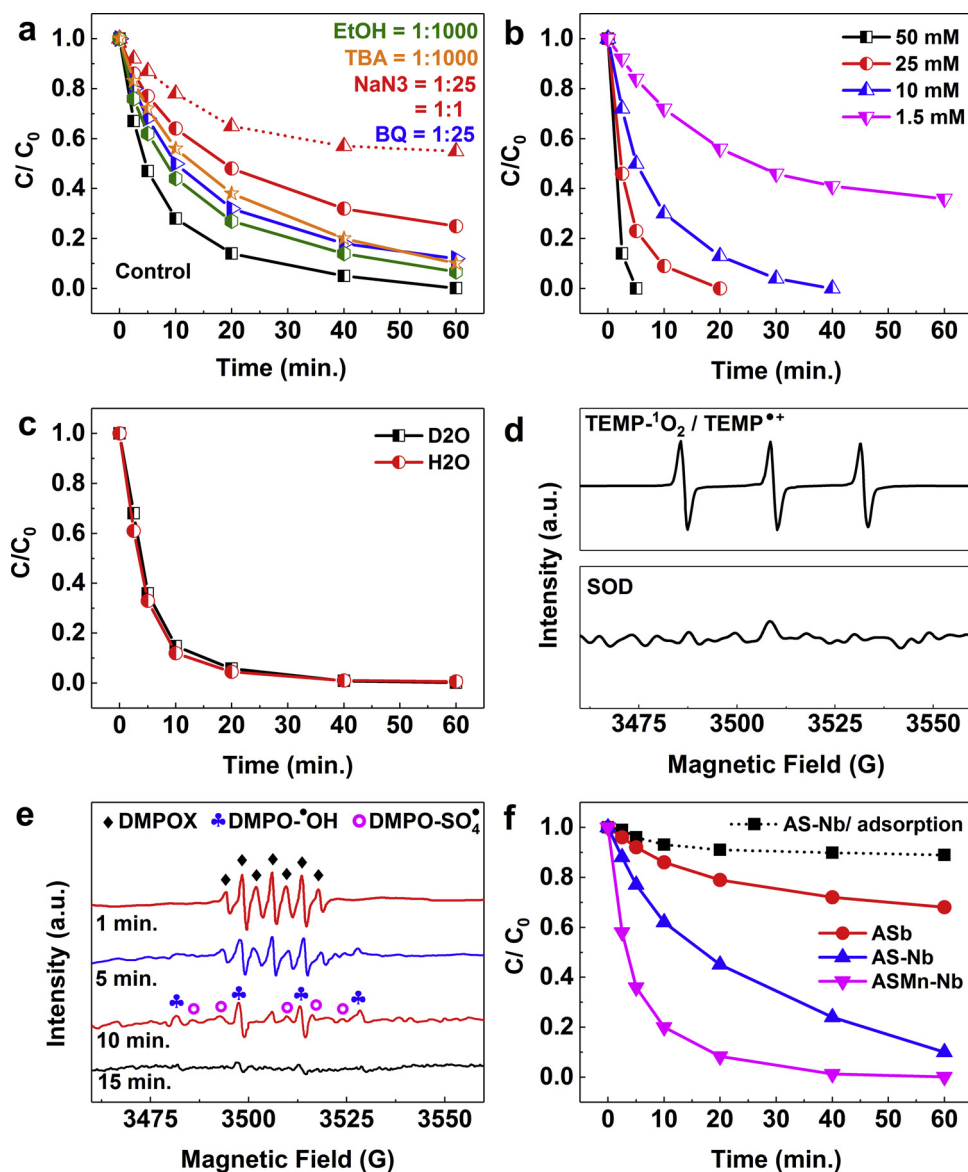 a
EtOH = 1:1000
TBA = 1:1000
NaN3 = 1:25
= 1:1
BQ = 1:25
Control
C/ C0
1.0
0.8
0.6
0.4
0.2
0.0
0 10 20 30 40 50 60
Time (min.)
b
50 mM
25 mM
10 mM
1.5 mM
C/C0
1.0
0.8
0.6
0.4
0.2
0.0
0 10 20 30 40 50 60
Time (min.)
c
D2O
H2O
C/C0
1.0
0.8
0.6
0.4
0.2
0.0
0 10 20 30 40 50 60
Time (min.)
d
TEMP-¹O₂ / TEMP•+
SOD
Intensity (a.u.)
3475 3500 3525 3550
Magnetic Field (G)
e
♦ DMPOX ♣ DMPO-•OH ○ DMPO-SO₄•
1 min.
5 min.
10 min.
15 min.
Intensity (a.u.)
3475 3500 3525 3550
Magnetic Field (G)
f
AS-Nb/ adsorption
ASb
AS-Nb
ASMn-Nb
C/ C0
1.0
0.8
0.6
0.4
0.2
0.0
0 10 20 30 40 50 60
Time (min.)